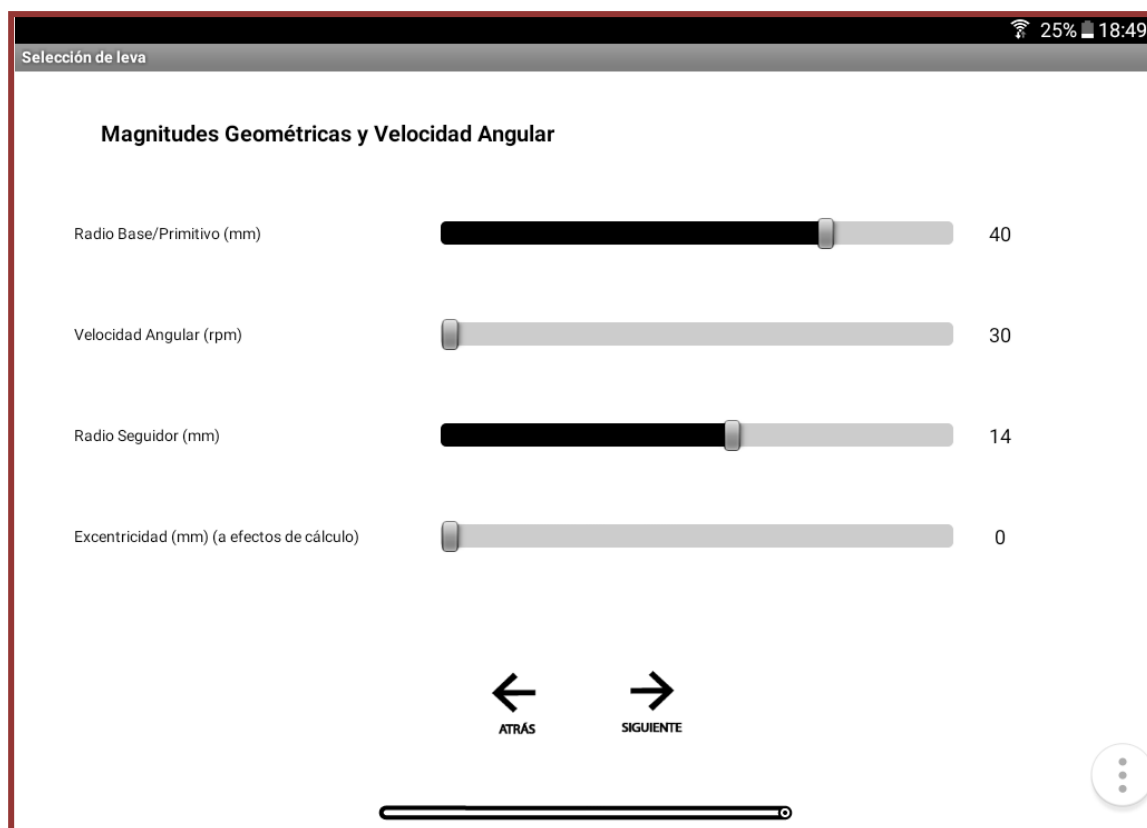 25% 18:49
Selección de leva
Magnitudes Geométricas y Velocidad Angular
Radio Base/Primitivo (mm) 40
Velocidad Angular (rpm) 30
Radio Seguidor (mm) 14
Excentricidad (mm) (a efectos de cálculo) 0
ATRÁS SIGUIENTE